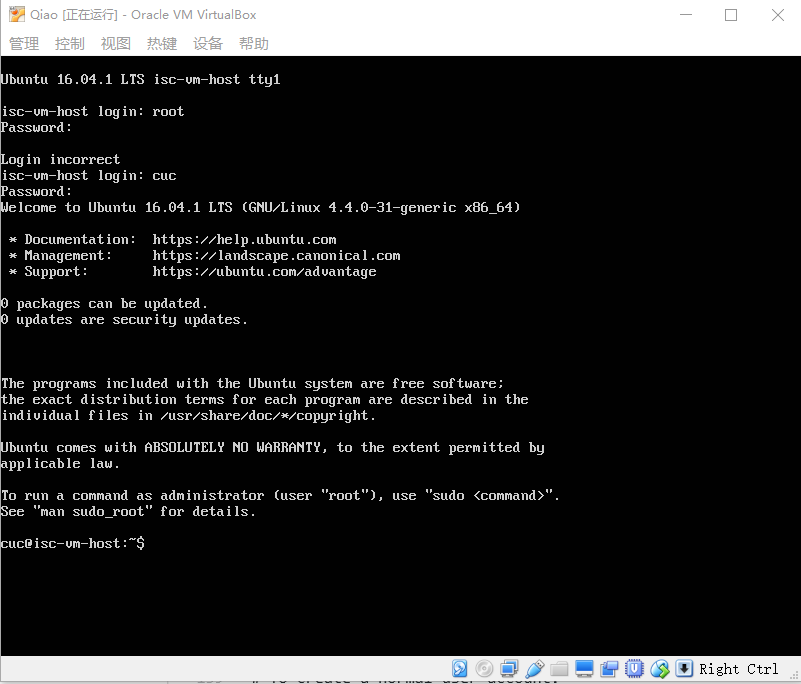 Qiao [正在运行] - Oracle VM VirtualBox
管理 控制 视图 热键 设备 帮助
Ubuntu 16.04.1 LTS isc-vm-host tty1
isc-vm-host login: root
Password:
Login incorrect
isc-vm-host login: cuc
Password:
Welcome to Ubuntu 16.04.1 LTS (GNU/Linux 4.4.0-31-generic x86_64)
* Documentation: https://help.ubuntu.com
* Management: https://landscape.canonical.com
* Support: https://ubuntu.com/advantage
0 packages can be updated.
0 updates are security updates.
The programs included with the Ubuntu system are free software;
the exact distribution terms for each program are described in the
individual files in /usr/share/doc/*/copyright.
Ubuntu comes with ABSOLUTELY NO WARRANTY, to the extent permitted by
applicable law.
To run a command as administrator (user "root"), use "sudo <command>".
See "man sudo_root" for details.
cuc@isc-vm-host:~$
Right Ctrl